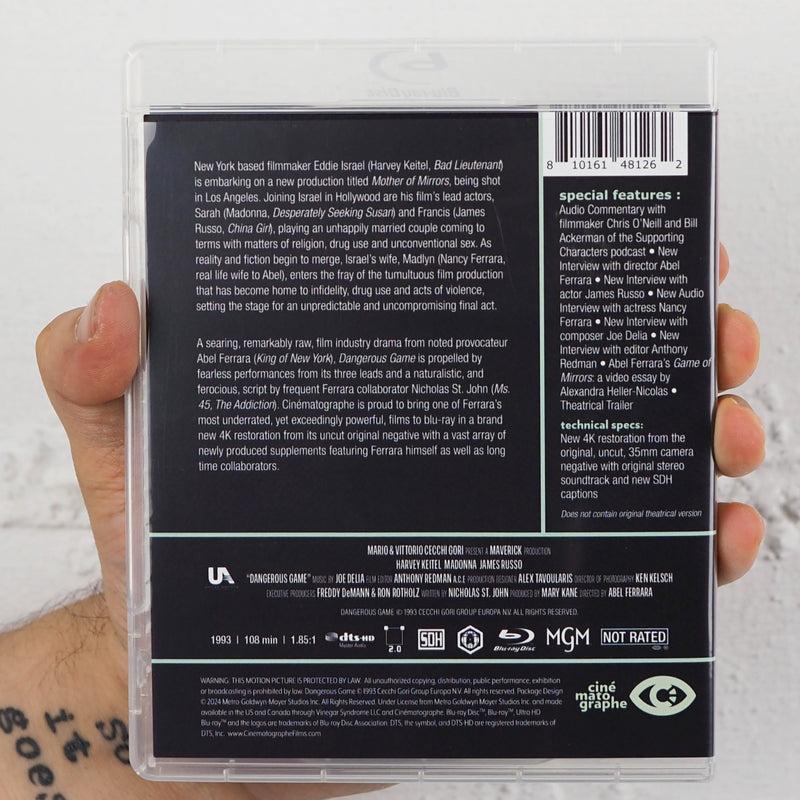 New York based filmmaker Eddie Israel (Harvey Keitel, Bad Lieutenant)
is embarking on a new production titled Mother of Mirrors, being shot
in Los Angeles. Joining Israel in Hollywood are his film's lead actors,
Sarah (Madonna, Desperately Seeking Susan) and Francis (James
Russo, China Girl), playing an unhappily married couple coming to
terms with matters of religion, drug use and unconventional sex. As
reality and fiction begin to merge, Israel's wife, Madlyn (Nancy Ferrara,
real life wife to Abel), enters the fray of the tumultuous film production
that has become home to infidelity, drug use and acts of violence,
setting the stage for an unpredictable and uncompromising final act.
A searing, remarkably raw, film industry drama from noted provocateur
Abel Ferrara (King of New York), Dangerous Game is propelled by
fearless performances from its three leads and a naturalistic, and
ferocious, script by frequent Ferrara collaborator Nicholas St. John (Ms.
45, The Addiction). Cinématographe is proud to bring one of Ferrara's
most underrated, yet exceedingly powerful, films to blu-ray in a brand
new 4K restoration from its uncut original negative with a vast array of
newly produced supplements featuring Ferrara himself as well as long
time collaborators.
8 10161 48126 2
special features :
Audio Commentary with
filmmaker Chris O'Neill and Bill
Ackerman of the Supporting
Characters podcast • New
Interview with director Abel
Ferrara • New Interview with
actor James Russo • New Audio
Interview with actress Nancy
Ferrara • New Interview with
composer Joe Delia • New
Interview with editor Anthony
Redman • Abel Ferrara's Game of
Mirrors: a video essay by
Alexandra Heller-Nicolas •
Theatrical Trailer
technical specs:
New 4K restoration from the
original, uncut, 35mm camera
negative with original stereo
soundtrack and new SDH
captions
Does not contain original theatrical version
MARIO & VITTORIO CECCHI GORI PRESENT A MAVERICK PRODUCTION
HARVEY KEITEL MADONNA JAMES RUSSO
UA
"DANGEROUS GAME" MUSIC BY JOE DELIA FILM EDITOR ANTHONY REDMAN A.C.E PRODUCTION DESIGNER ALEX TAVOULARIS DIRECTOR OF PHOTOGRAPHY KEN KELSCH
EXECUTIVE PRODUCERS FREDDY DeMANN & RON ROTHOLZ WRITTEN BY NICHOLAS ST. JOHN PRODUCED BY MARY KANE DIRECTED BY ABEL FERRARA
DANGEROUS GAME © 1993 CECCHI GORI GROUP EUROPA N.V. ALL RIGHTS RESERVED.
1993 | 108 min | 1.85:1 dts-HD Master Audio 2.0 SDH Blu-ray Disc MGM NOT RATED
WARNING: THIS MOTION PICTURE IS PROTECTED BY LAW. All unauthorized copying, distribution, public performance, exhibition
or broadcasting is prohibited by law. Dangerous Game © 1993 Cecchi Gori Group Europa N.V. All rights reserved. Package Design
© 2024 Metro Goldwyn Mayer Studios Inc. All Rights Reserved. Under License from Metro Goldwyn Mayer Studios Inc. and made
available in the US and Canada through Vinegar Syndrome LLC and Cinématographe. Blu-ray Disc™, Blu-ray™, Ultra HD
Blu ray™ and the logos are trademarks of Blu ray Disc Association. DTS, the symbol, and DTS HD are registered trademarks of
DTS, Inc. www.CinematographeFilms.com
ciné
mato
graphe
so
it
goes